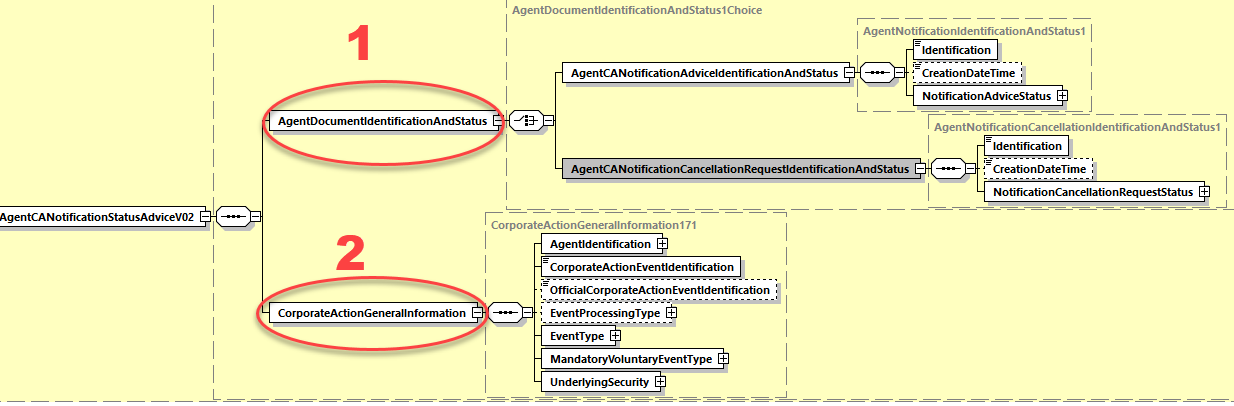 AgentDocumentIdentificationAndStatus1Choice
1
AgentNotificationIdentificationAndStatus1
Identification
AgentCANotificationAdviceIdentificationAndStatus
CreationDateTime
NotificationAdviceStatus
AgentDocumentIdentificationAndStatus
AgentNotificationCancellationIdentificationAndStatus1
Identification
AgentCANotificationCancellationRequestIdentificationAndStatus
CreationDateTime
NotificationCancellationRequestStatus
AgentCANotificationStatusAdviceV02
CorporateActionGeneralInformation171
2
AgentIdentification
CorporateActionEventIdentification
OfficialCorporateActionEventIdentification
CorporateActionGeneralInformation
EventProcessingType
EventType
MandatoryVoluntaryEventType
UnderlyingSecurity